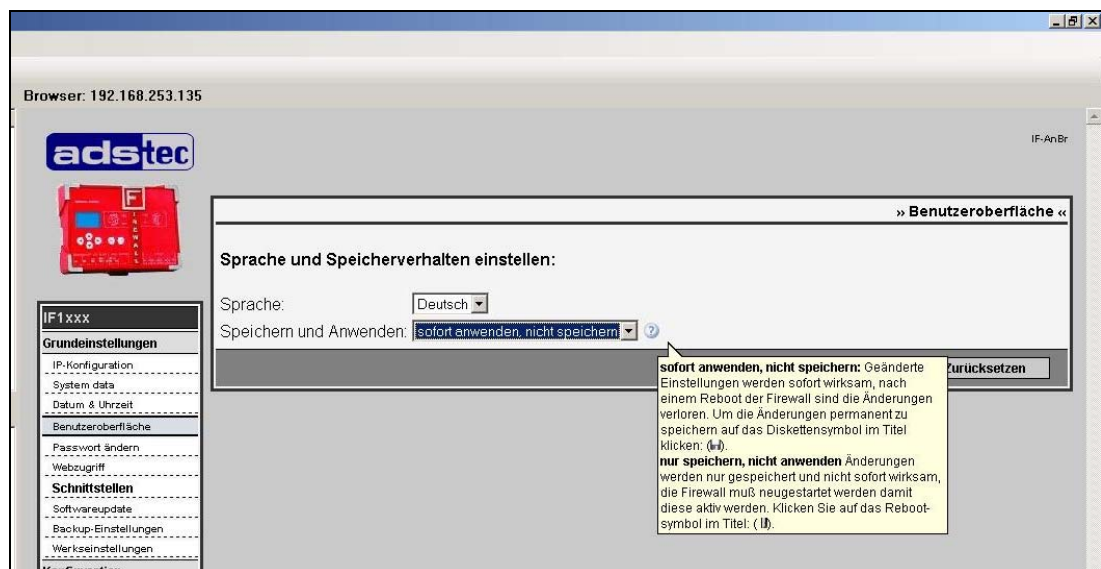 Browser: 192.168.253.135
adstec
IF-AnBr
F
FIREWALL
» Benutzeroberfläche «
Sprache und Speicherverhalten einstellen:
Sprache: Deutsch
Speichern und Anwenden: sofort anwenden, nicht speichern ?
Zurücksetzen
sofort anwenden, nicht speichern: Geänderte
Einstellungen werden sofort wirksam, nach
einem Reboot der Firewall sind die Änderungen
verloren. Um die Änderungen permanent zu
speichern auf das Diskettensymbol im Titel
klicken: ( ).
nur speichern, nicht anwenden Änderungen
werden nur gespeichert und nicht sofort wirksam,
die Firewall muß neugestartet werden damit
diese aktiv werden. Klicken Sie auf das Reboot-
symbol im Titel: ( ).
IF1xxx
Grundeinstellungen
IP-Konfiguration
System data
Datum & Uhrzeit
Benutzeroberfläche
Passwort ändern
Webzugriff
Schnittstellen
Softwareupdate
Backup-Einstellungen
Werkseinstellungen
Konfiguration